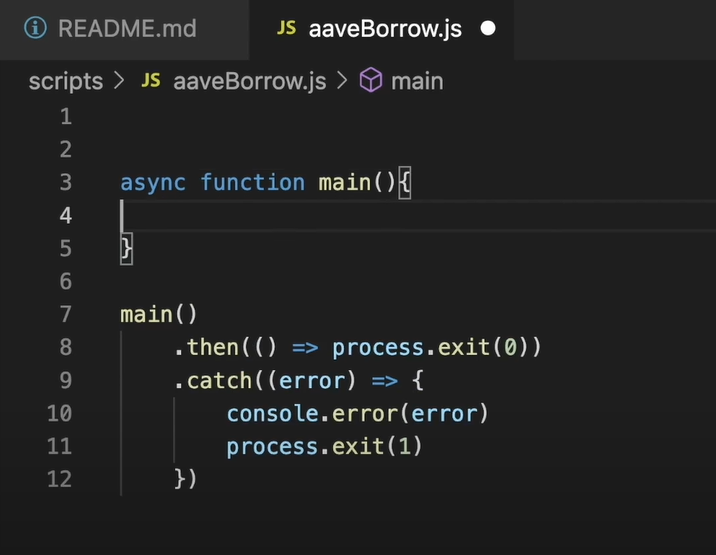 README.md JS aaveBorrow.js
scripts > JS aaveBorrow.js > main
1
2
3 async function main(){
4
5 }
6
7 main()
8 .then(() => process.exit(0))
9 .catch((error) => {
10 console.error(error)
11 process.exit(1)
12 })